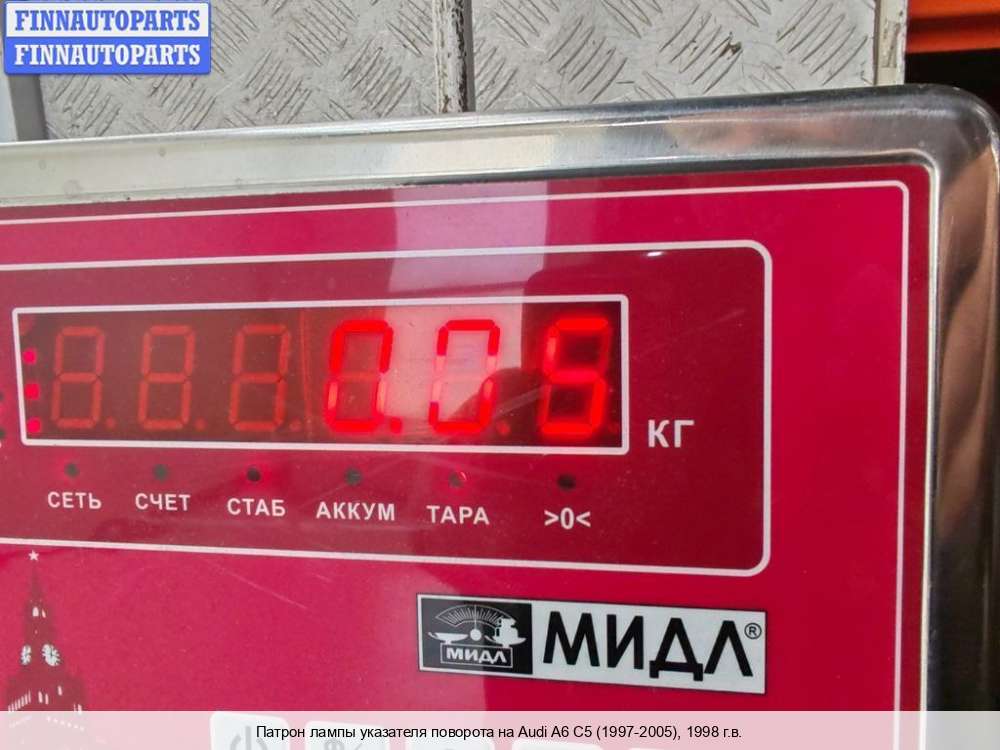 FINNAUTOPARTS
FINNAUTOPARTS
0.05
КГ
СЕТЬ СЧЕТ СТАБ АККУМ ТАРА >0<
МИДЛ МИДЛ®
Патрон лампы указателя поворота на Audi A6 C5 (1997-2005), 1998 г.в.